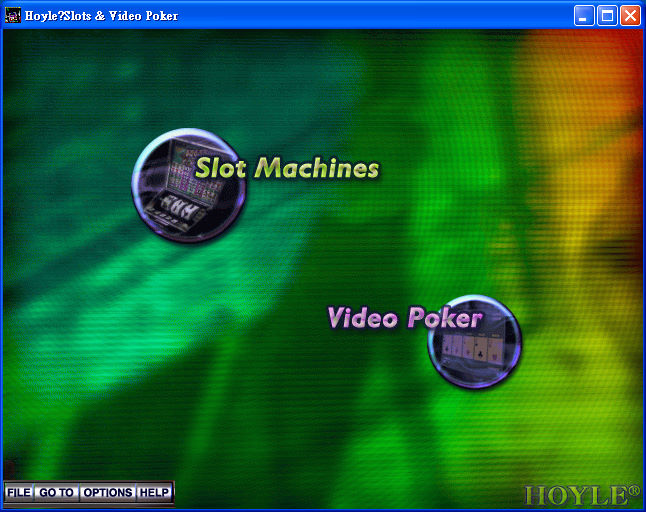 Hoyle?Slots & Video Poker
Slot Machines
Video Poker
FILE GO TO OPTIONS HELP
HOYLE®